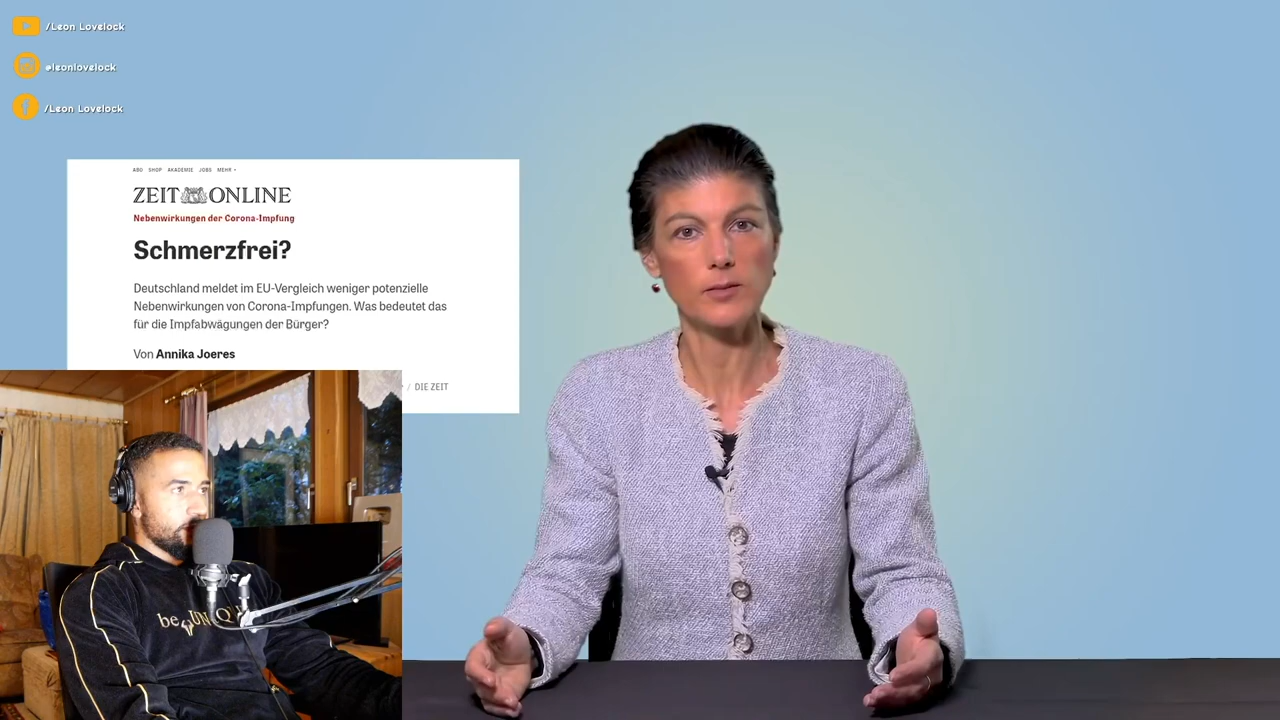 /Leon Lovelock
@leonlovelock
/Leon Lovelock
ABO SHOP AKADEMIE JOBS MEHR
ZEIT ONLINE
Nebenwirkungen der Corona-Impfung
Schmerzfrei?
Deutschland meldet im EU-Vergleich weniger potenzielle
Nebenwirkungen von Corona-Impfungen. Was bedeutet das
für die Impfabwägungen der Bürger?
Von Annika Joeres
/ DIE ZEIT
be UNIQU